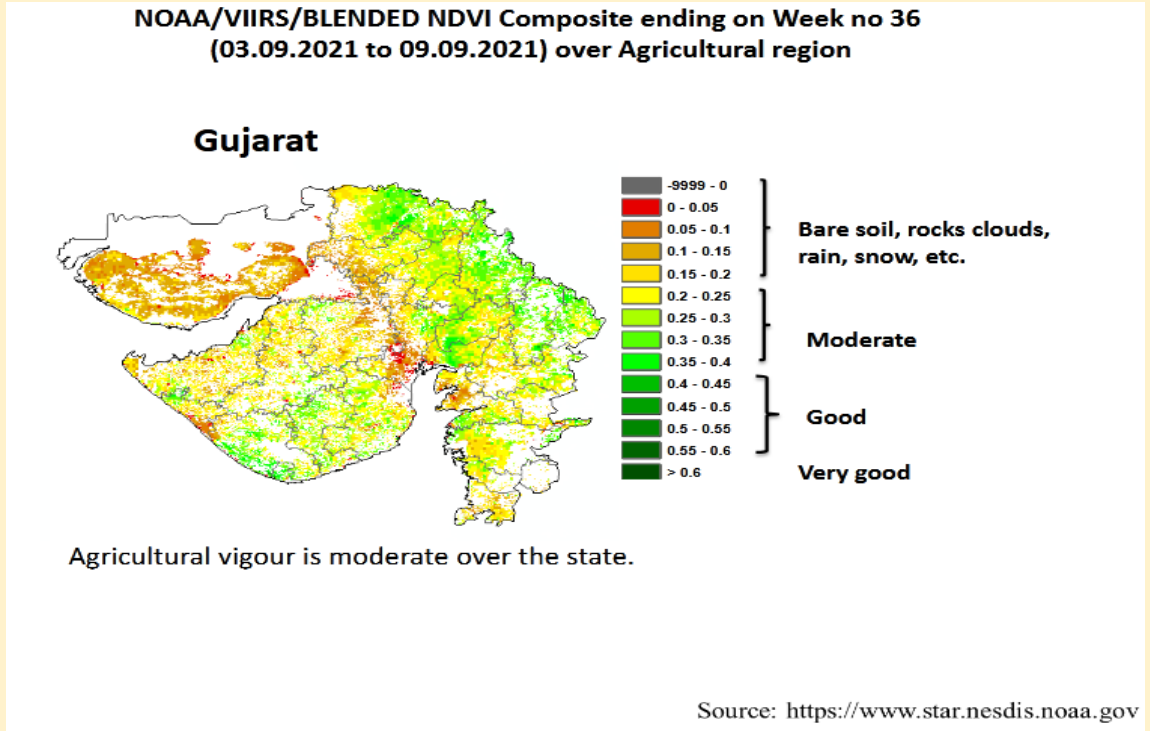 NOAA/VIIRS/BLENDED NDVI Composite ending on Week no 36
(03.09.2021 to 09.09.2021) over Agricultural region
Gujarat
-9999 - 0
0 - 0.05
0.05 - 0.1
0.1 - 0.15
0.15 - 0.2
0.2 - 0.25
0.25 - 0.3
0.3 - 0.35
0.35 - 0.4
0.4 - 0.45
0.45 - 0.5
0.5 - 0.55
0.55 - 0.6
> 0.6
Bare soil, rocks clouds,
rain, snow, etc.
Moderate
Good
Very good
Agricultural vigour is moderate over the state.
Source: https://www.star.nesdis.noaa.gov